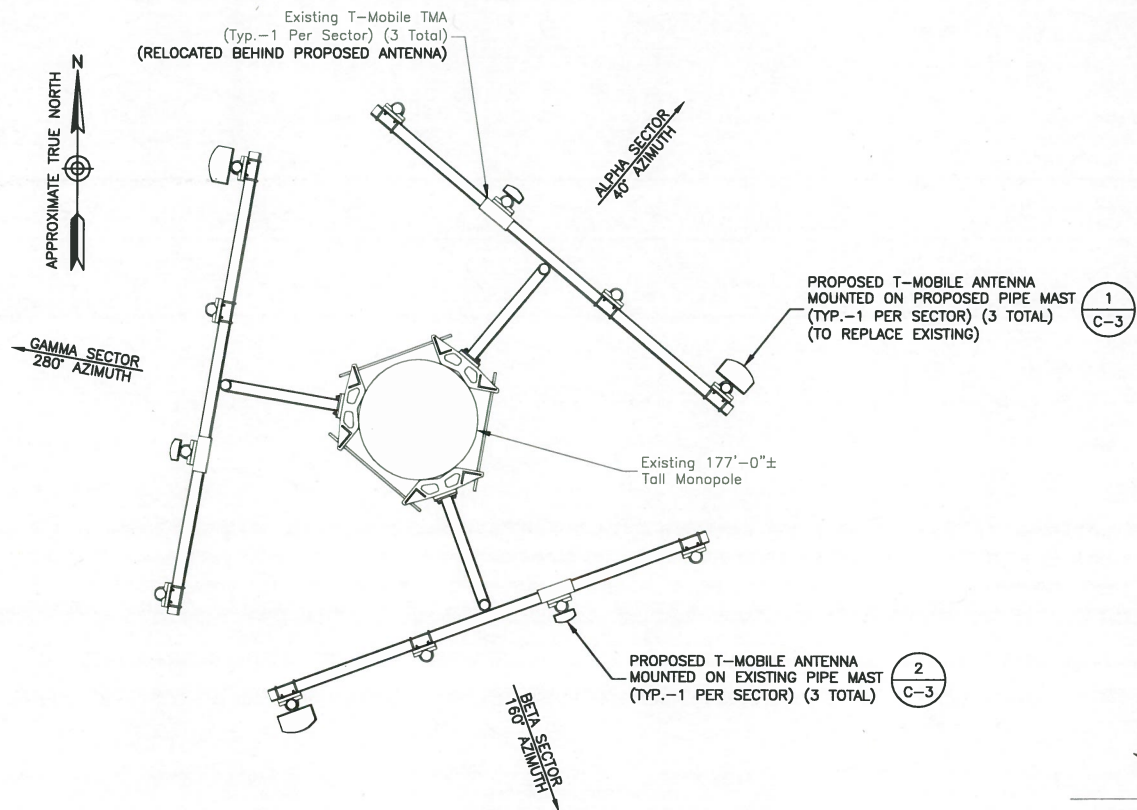 Existing T-Mobile TMA
(Typ.-1 Per Sector) (3 Total)
(RELOCATED BEHIND PROPOSED ANTENNA)
N
APPROXIMATE TRUE NORTH
ALPHA SECTOR
40° AZIMUTH
PROPOSED T-MOBILE ANTENNA
MOUNTED ON PROPOSED PIPE MAST
(TYP.-1 PER SECTOR) (3 TOTAL)
(TO REPLACE EXISTING)
1
C-3
GAMMA SECTOR
280° AZIMUTH
Existing 177'-0"±
Tall Monopole
PROPOSED T-MOBILE ANTENNA
MOUNTED ON EXISTING PIPE MAST
(TYP.-1 PER SECTOR) (3 TOTAL)
2
C-3
BETA SECTOR
160° AZIMUTH